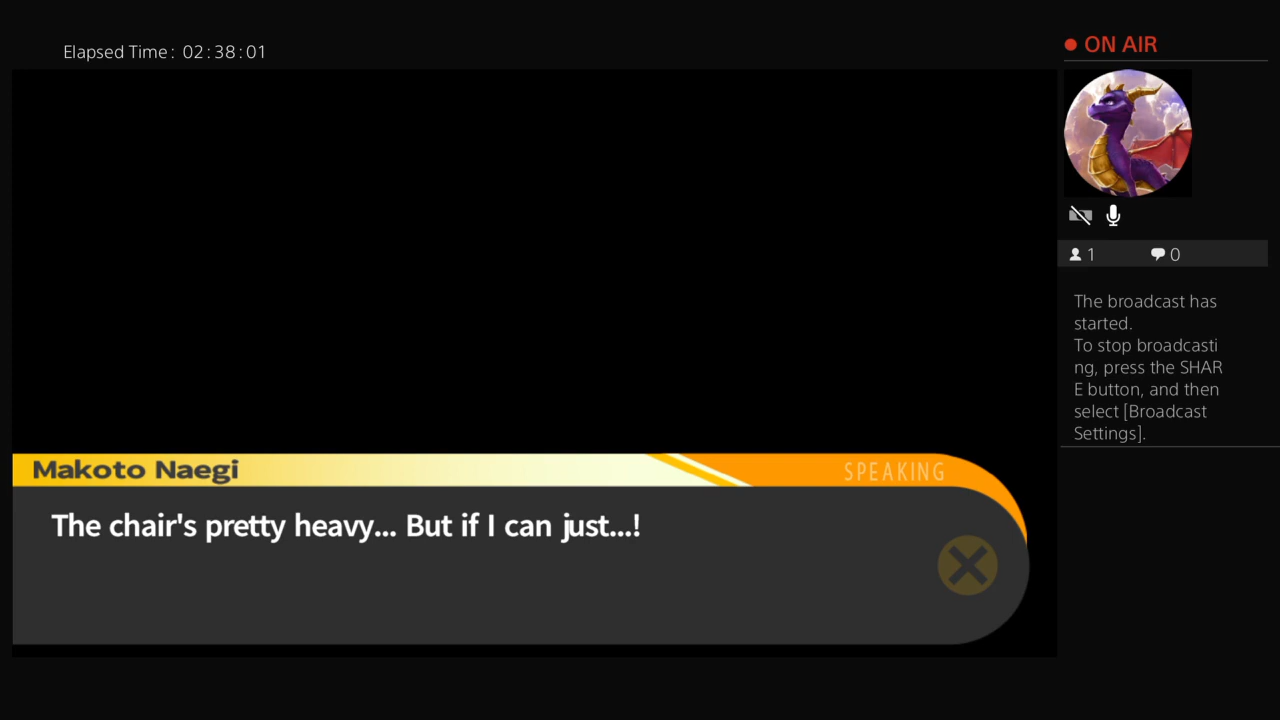 Elapsed Time: 02:38:01
ON AIR
1
0
The broadcast has
started.
To stop broadcasti
ng, press the SHAR
E button, and then
select [Broadcast
Settings].
Makoto Naegi
SPEAKING
The chair's pretty heavy... But if I can just...!